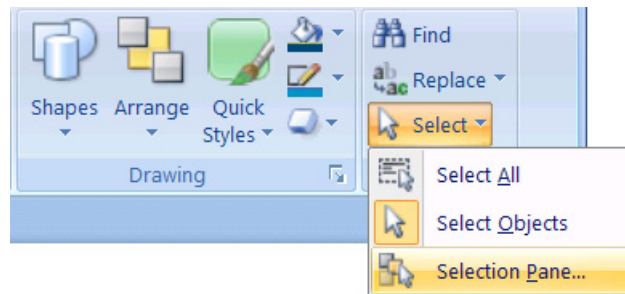 Find
Replace
Shapes Arrange Quick Styles
Select
Drawing
Select All
Select Objects
Selection Pane...